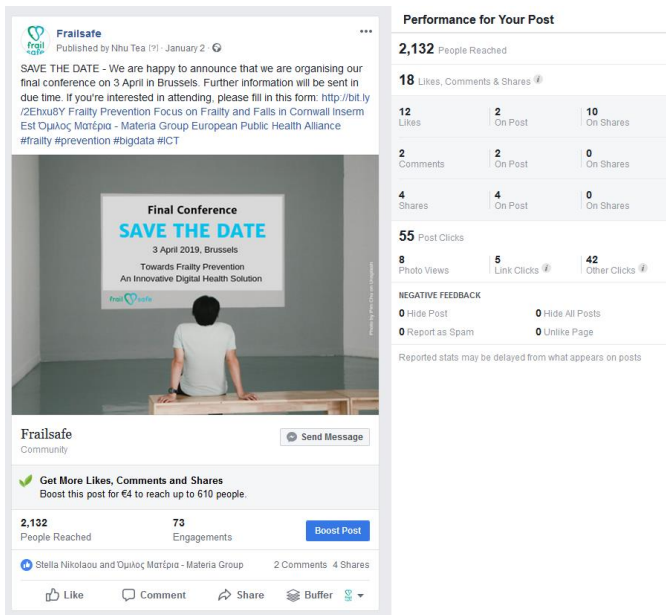 Frailsafe
Published by Nhu Tea [?] · January 2 ·
frail
safe
SAVE THE DATE - We are happy to announce that we are organising our
final conference on 3 April in Brussels. Further information will be sent in
due time. If you're interested in attending, please fill in this form: http://bit.ly
/2Ehxu8Y Frailty Prevention Focus on Frailty and Falls in Cornwall Inserm
Est Όμιλος Ματέρια - Materia Group European Public Health Alliance
#frailty #prevention #bigdata #ICT
Final Conference
SAVE THE DATE
3 April 2019, Brussels
Towards Frailty Prevention
An Innovative Digital Health Solution
frail safe
Frailsafe
Community
Send Message
Get More Likes, Comments and Shares
Boost this post for €4 to reach up to 610 people.
2,132
People Reached
73
Engagements
Boost Post
Stella Nikolaou and Όμιλος Ματέρια - Materia Group
2 Comments 4 Shares
Like Comment Share Buffer
Performance for Your Post
2,132 People Reached
18 Likes, Comments & Shares
12
Likes
2
On Post
10
On Shares
2
Comments
2
On Post
0
On Shares
4
Shares
4
On Post
0
On Shares
55 Post Clicks
8
Photo Views
5
Link Clicks
42
Other Clicks
NEGATIVE FEEDBACK
0 Hide Post
0 Hide All Posts
0 Report as Spam
0 Unlike Page
Reported stats may be delayed from what appears on posts